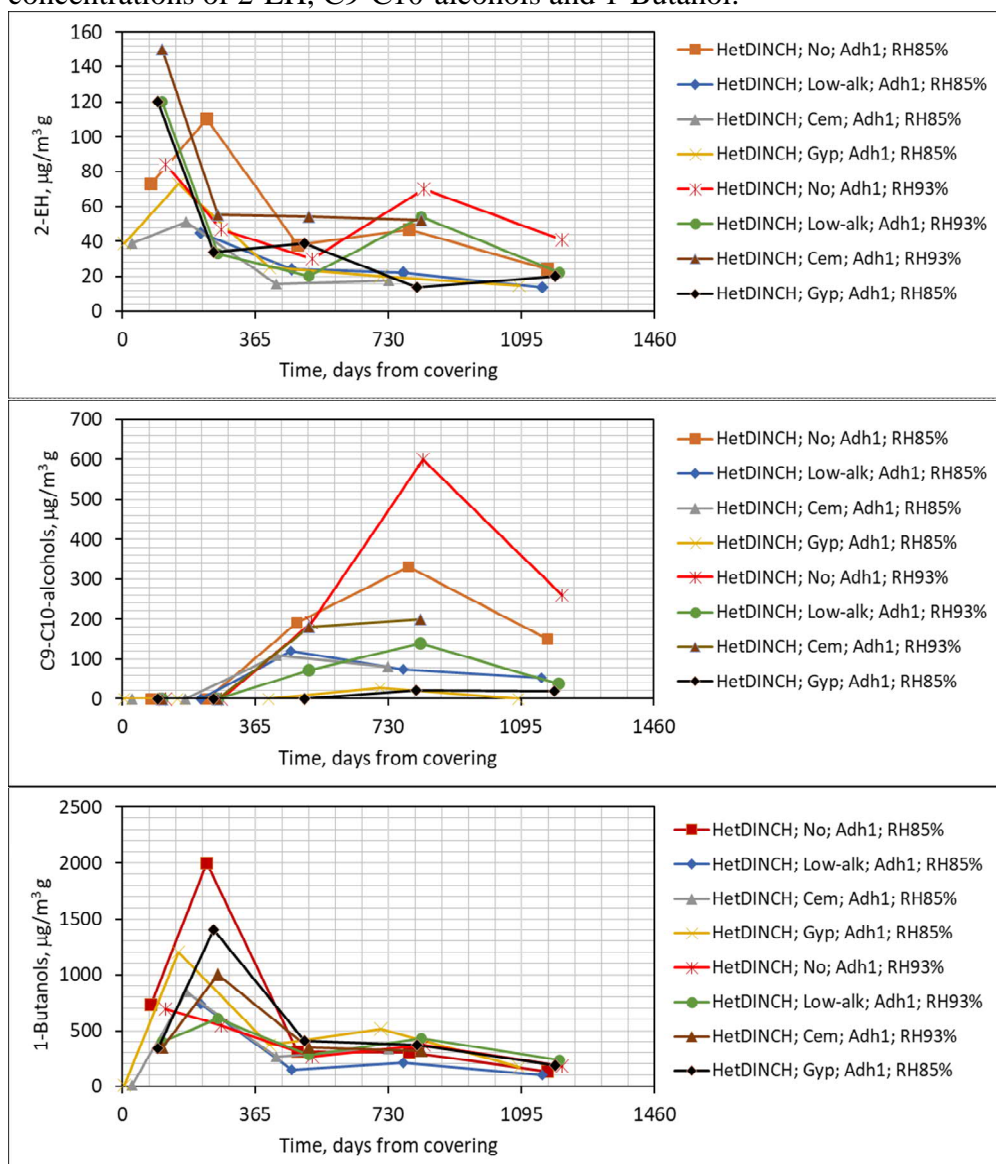 concentrations of 2-EH, C9-C10-alcohols and 1-Butanol.
2-EH, µg/m³ g
160
140
120
100
80
60
40
20
0
0 365 730 1095 1460
Time, days from covering
HetDINCH; No; Adh1; RH85%
HetDINCH; Low-alk; Adh1; RH85%
HetDINCH; Cem; Adh1; RH85%
HetDINCH; Gyp; Adh1; RH85%
HetDINCH; No; Adh1; RH93%
HetDINCH; Low-alk; Adh1; RH93%
HetDINCH; Cem; Adh1; RH93%
HetDINCH; Gyp; Adh1; RH85%
C9-C10-alcohols, µg/m³ g
700
600
500
400
300
200
100
0
0 365 730 1095 1460
Time, days from covering
HetDINCH; No; Adh1; RH85%
HetDINCH; Low-alk; Adh1; RH85%
HetDINCH; Cem; Adh1; RH85%
HetDINCH; Gyp; Adh1; RH85%
HetDINCH; No; Adh1; RH93%
HetDINCH; Low-alk; Adh1; RH93%
HetDINCH; Cem; Adh1; RH93%
HetDINCH; Gyp; Adh1; RH85%
1-Butanols, µg/m³ g
2500
2000
1500
1000
500
0
0 365 730 1095 1460
Time, days from covering
HetDINCH; No; Adh1; RH85%
HetDINCH; Low-alk; Adh1; RH85%
HetDINCH; Cem; Adh1; RH85%
HetDINCH; Gyp; Adh1; RH85%
HetDINCH; No; Adh1; RH93%
HetDINCH; Low-alk; Adh1; RH93%
HetDINCH; Cem; Adh1; RH93%
HetDINCH; Gyp; Adh1; RH85%